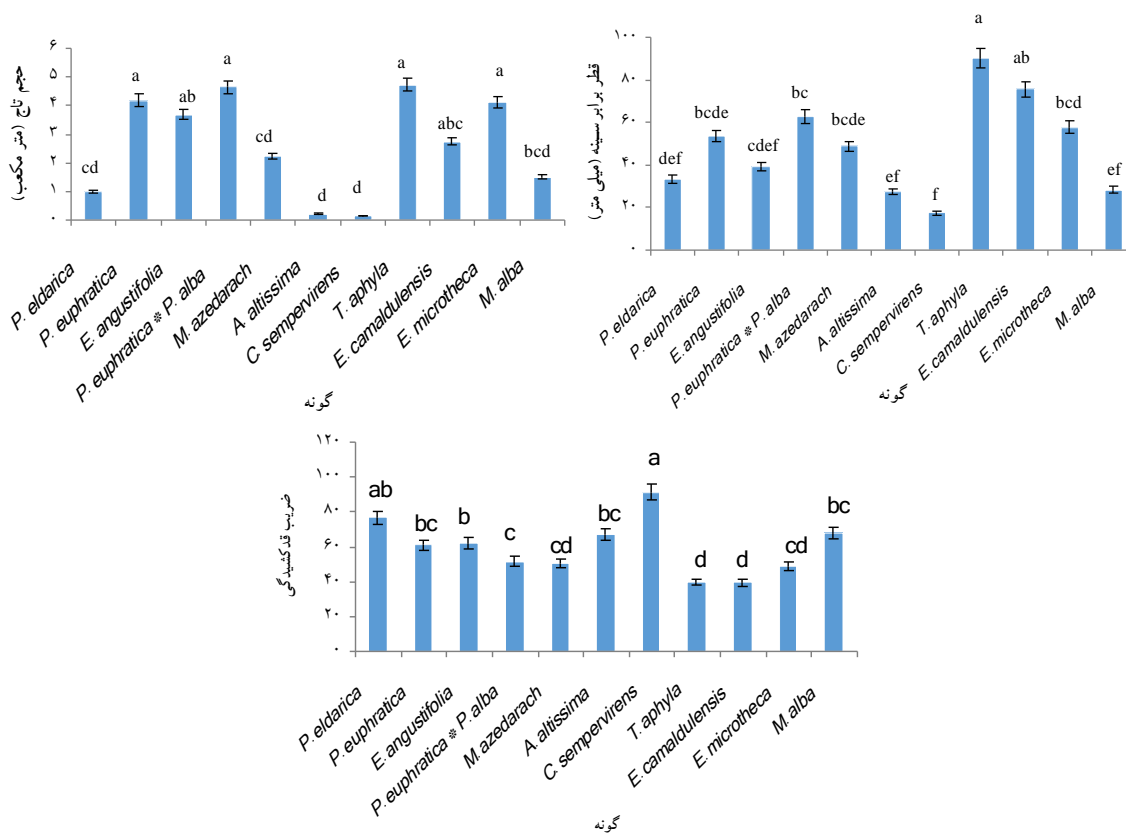 حجم تاج (متر مکعب)
۶
۵
۴
۳
۲
۱
۰
cd
a
ab
a
cd
d
d
a
abc
a
bcd
P. eldarica
P. euphratica
E. angustifolia
P. euphratica * P. alba
M. azedarach
A. altissima
C. sempervirens
T. aphyla
E. camaldulensis
E. microtheca
M. alba
گونه
قطر برابر سینه (میلی متر)
۱۰۰
۸۰
۶۰
۴۰
۲۰
۰
def
bcde
cdef
bc
bcde
ef
f
a
ab
bcd
ef
P. eldarica
P. euphratica
E. angustifolia
P. euphratica * P. alba
M. azedarach
A. altissima
C. sempervirens
T. aphyla
E. camaldulensis
E. microtheca
M. alba
گونه
ضریب قدکشیدگی
۱۲۰
۱۰۰
۸۰
۶۰
۴۰
۲۰
۰
ab
bc
b
c
cd
bc
a
d
d
cd
bc
P. eldarica
P. euphratica
E. angustifolia
P. euphratica * P. alba
M. azedarach
A. altissima
C. sempervirens
T. aphyla
E. camaldulensis
E. microtheca
M. alba
گونه